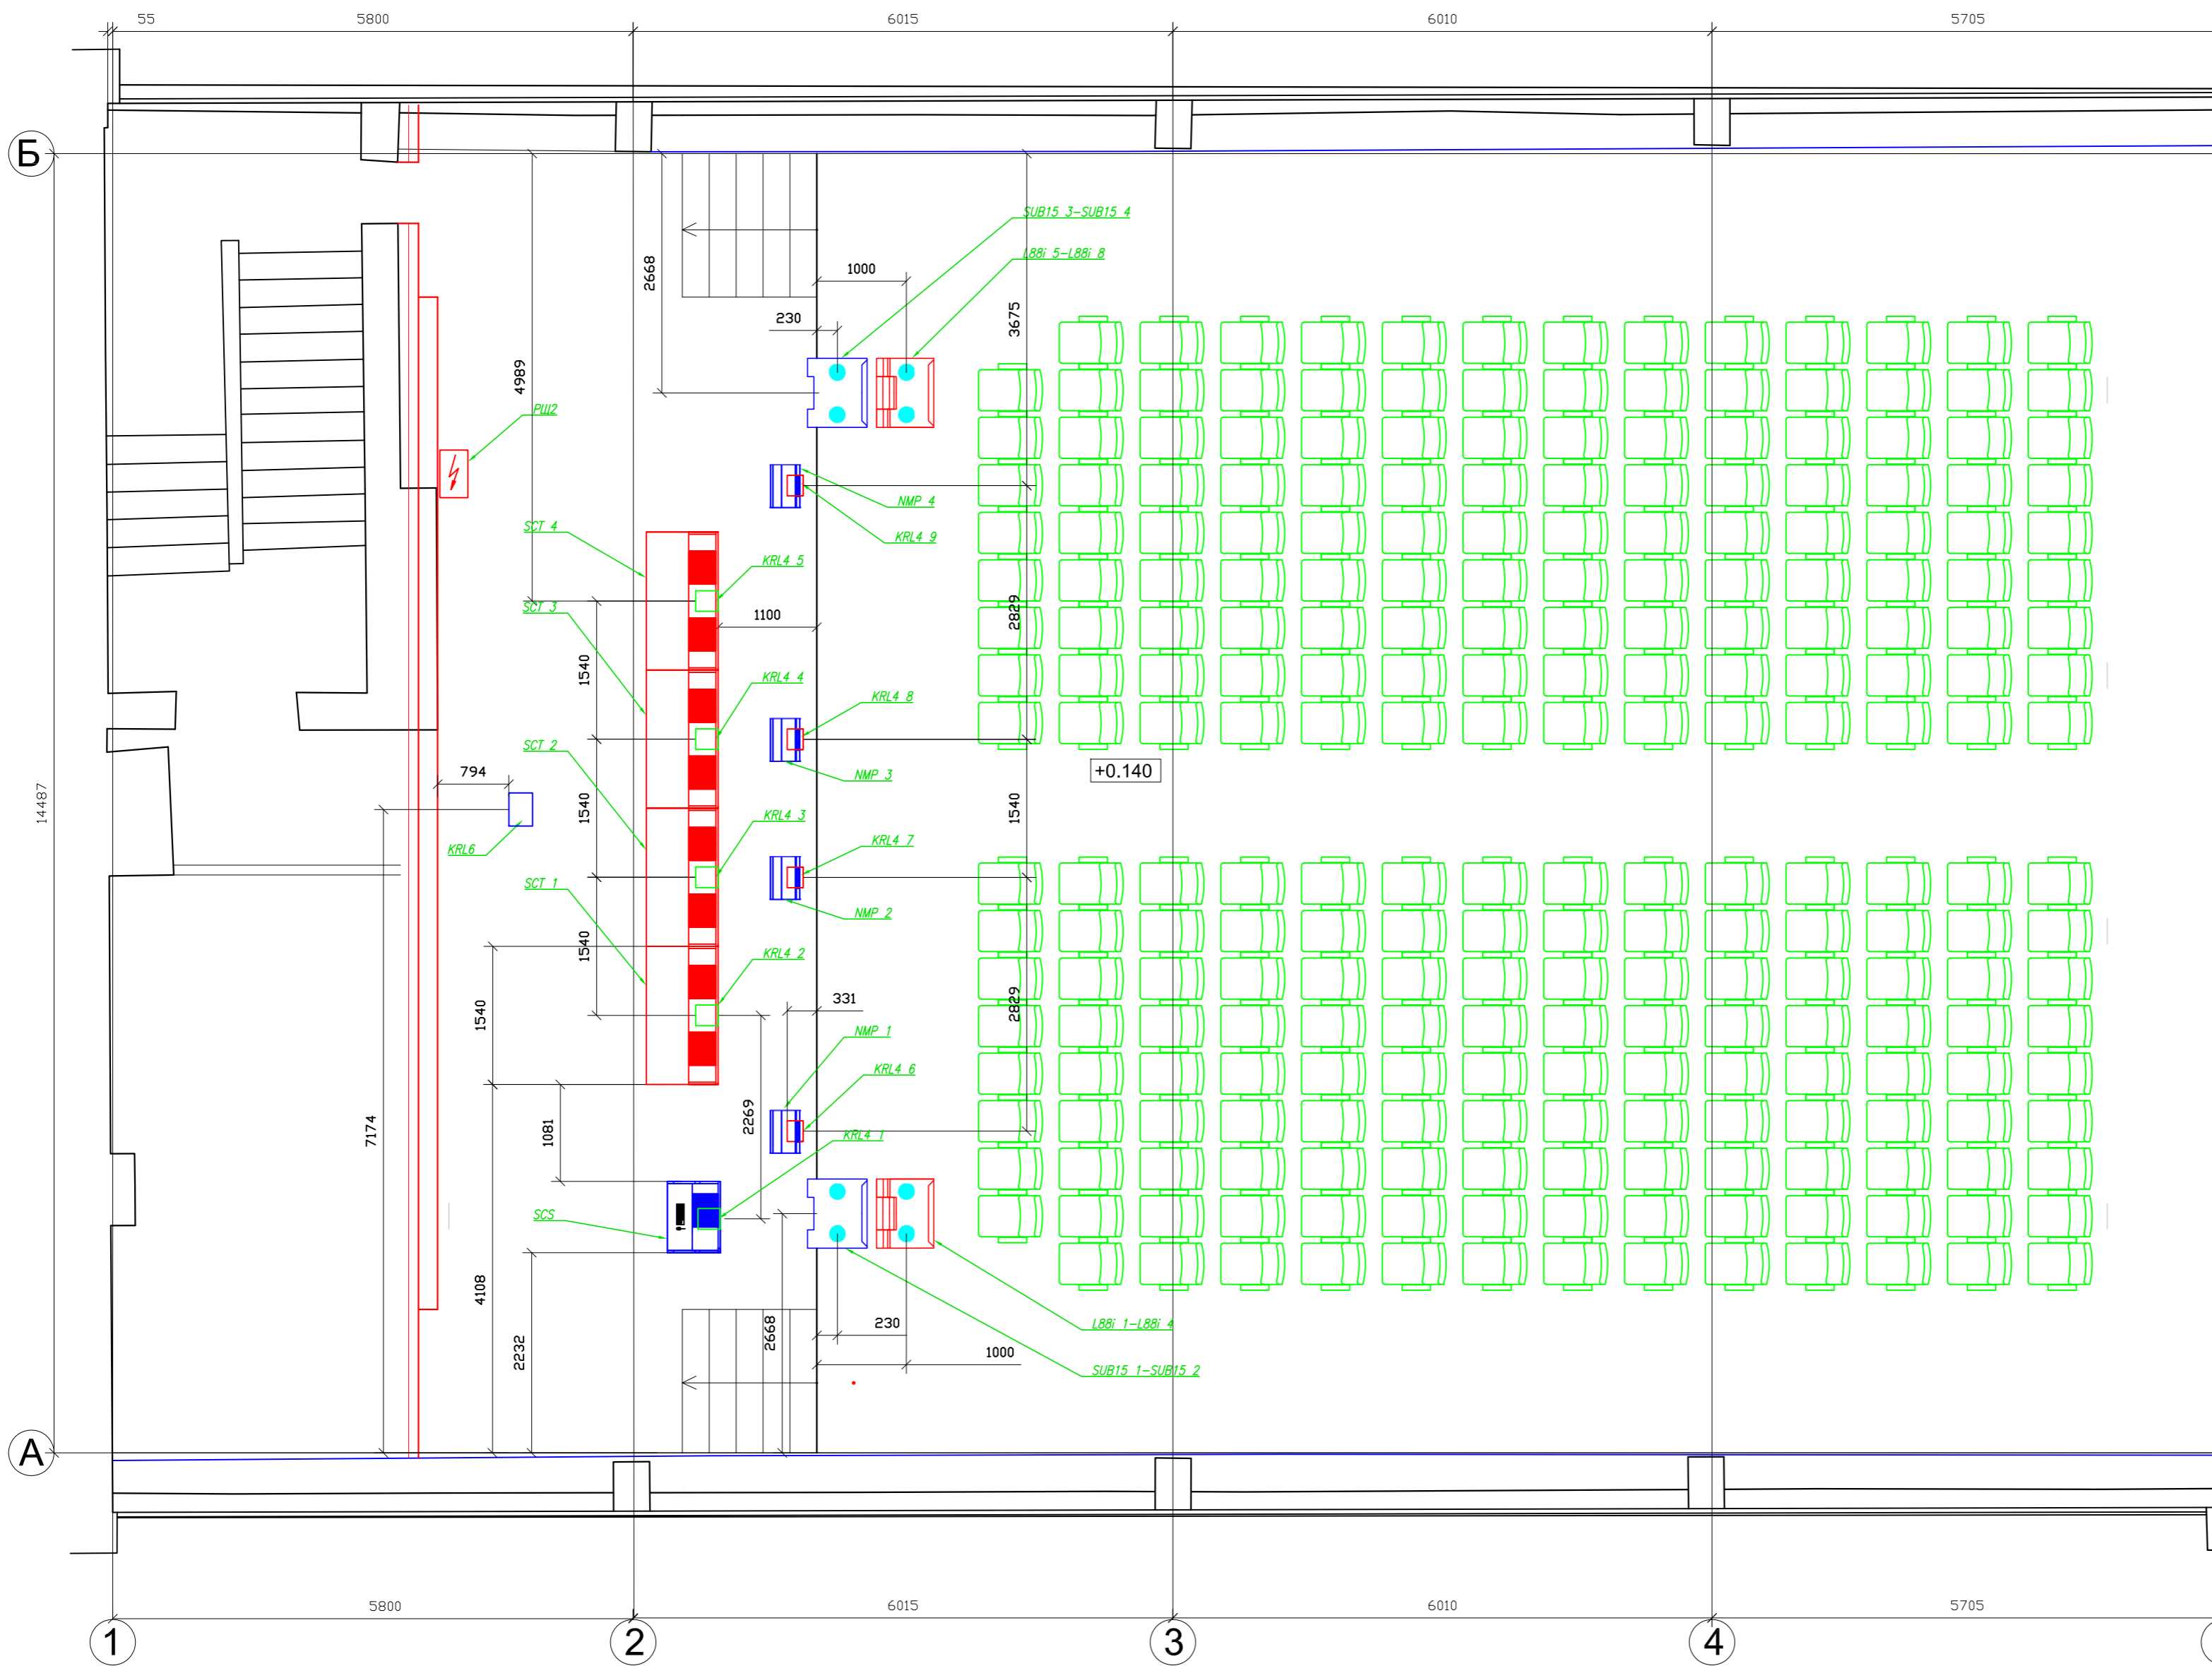 55 5800 6015 6010 5705
Б
SUB15 3-SUB15 4
L88i 5-L88i 8
1000
2668
230
3675
4989
РЩ2
NMP 4
SCT 4
KRL4 9
KRL4 5
SCT 3
2829
1100
1540
KRL4 4
KRL4 8
SCT 2
794
NMP 3
+0.140
14487
1540
1540
KRL4 3
KRL6
KRL4 7
SCT 1
NMP 2
1540
KRL4 2
331
1540
2829
NMP 1
KRL4 6
7174
1081
2269
KRL4 1
SCS
4108
2232
2668
230
L88i 1-L88i 4
1000
SUB15 1-SUB15 2
А
5800 6015 6010 5705
1 2 3 4